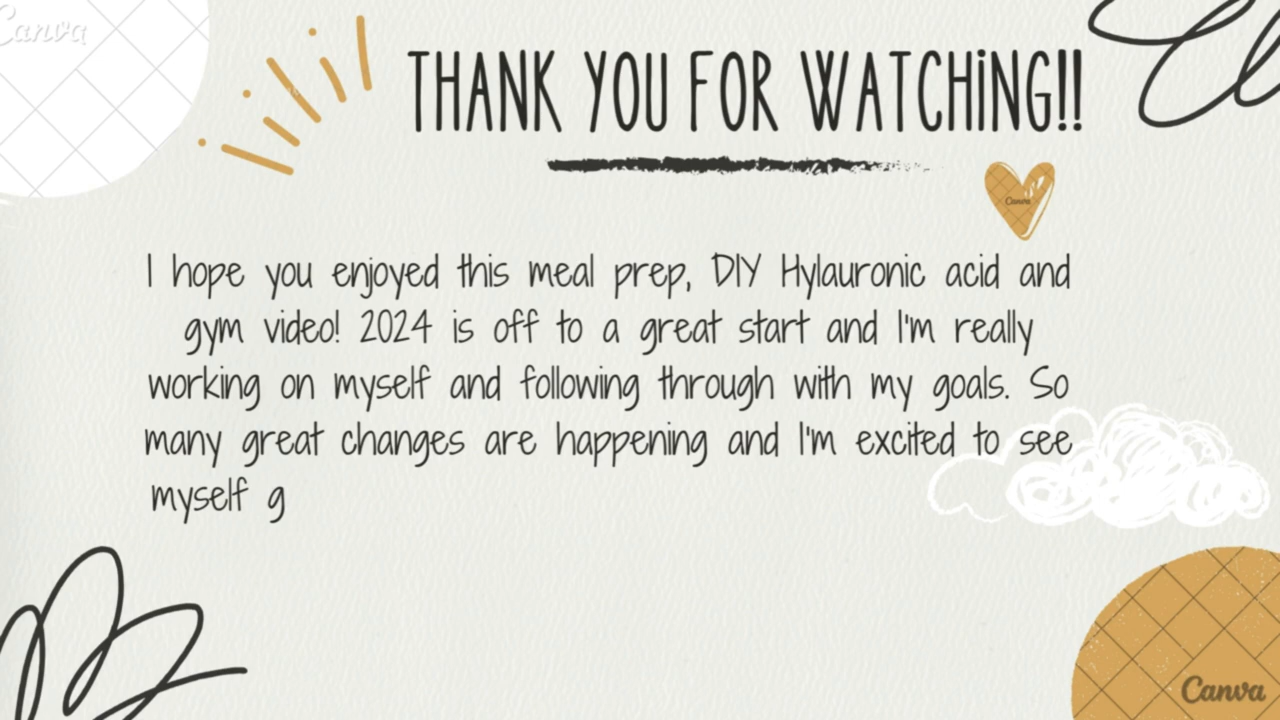 Canva
THANK YOU FOR WATCHiNG!!
Canva
I hope you enjoyed this meal prep, DIY Hylauronic acid and
gym video! 2024 is off to a great start and I'm really
working on myself and following through with my goals. So
many great changes are happening and I'm excited to see
myself g
Canva